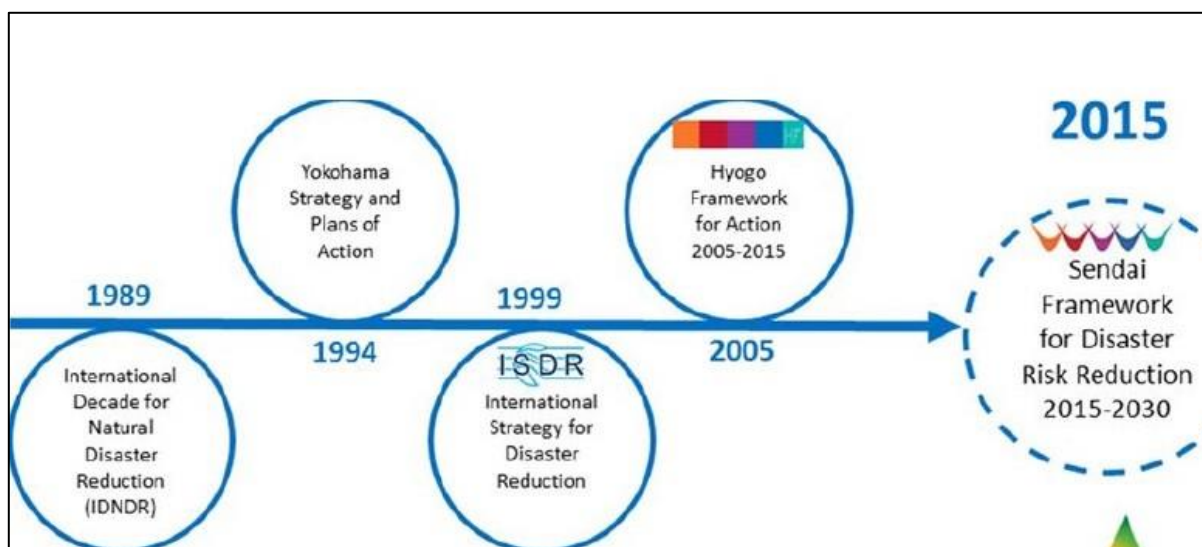 1989
International
Decade for
Natural
Disaster
Reduction
(IDNDR)
Yokohama
Strategy and
Plans of
Action
1994
1999
ISDR
International
Strategy for
Disaster
Reduction
Hyogo
Framework
for Action
2005-2015
2005
2015
Sendai
Framework
for Disaster
Risk Reduction
2015-2030